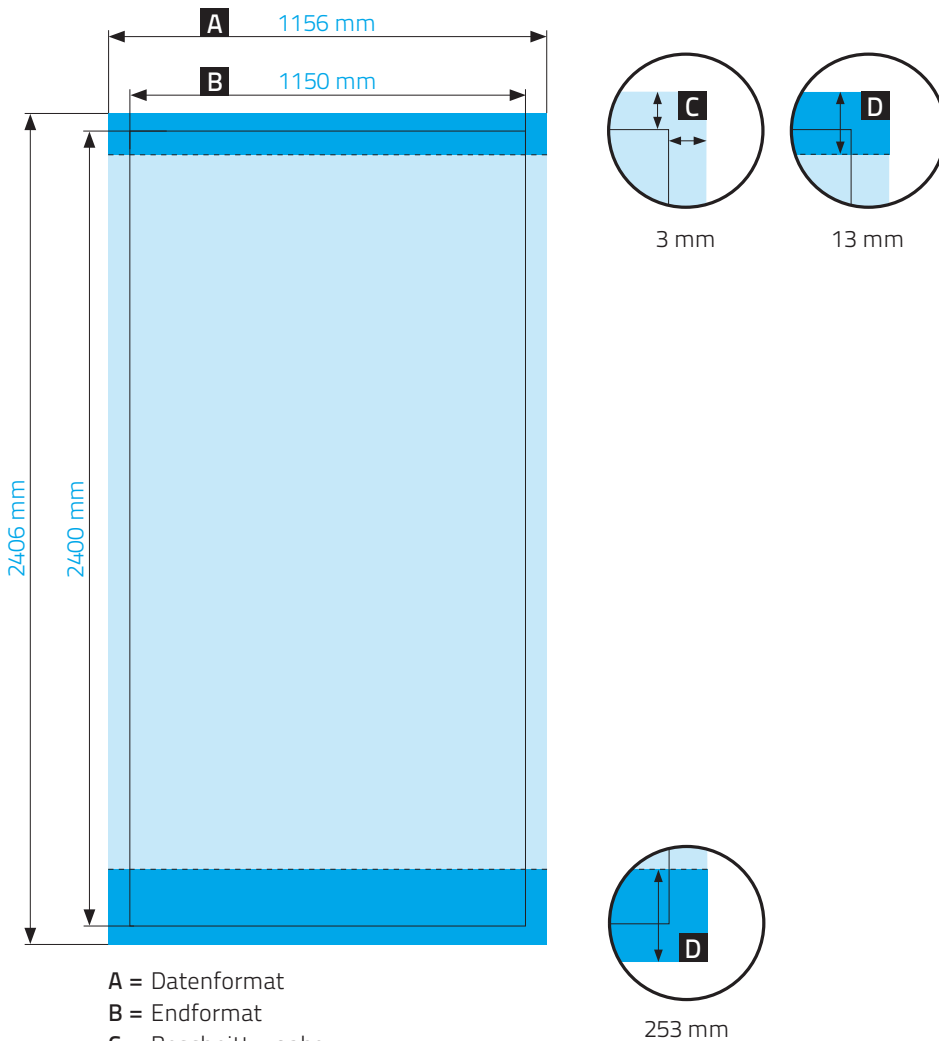 A 1156 mm
B 1150 mm
C
D
3 mm
13 mm
2406 mm
2400 mm
D
253 mm
A = Datenformat
B = Endformat